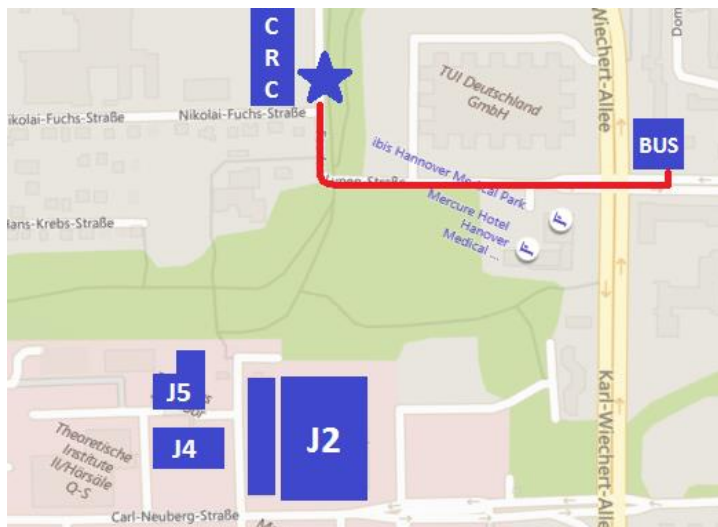 C
R
C
Wiechert-Allee
TUI Deutschland
GmbH
ikolai-Fuchs-Straße
Nikolai-Fuchs-Straße
BUS
ibis Hannover Medical Park
Mercure Hotel
Hanover
Medical ...
Hans-Krebs-Straße
J5
J4
J2
Theoretische
Institute
II/Hörsäle
Q-S
Karl-Wiechert-Allee
Carl-Neuberg-Straße